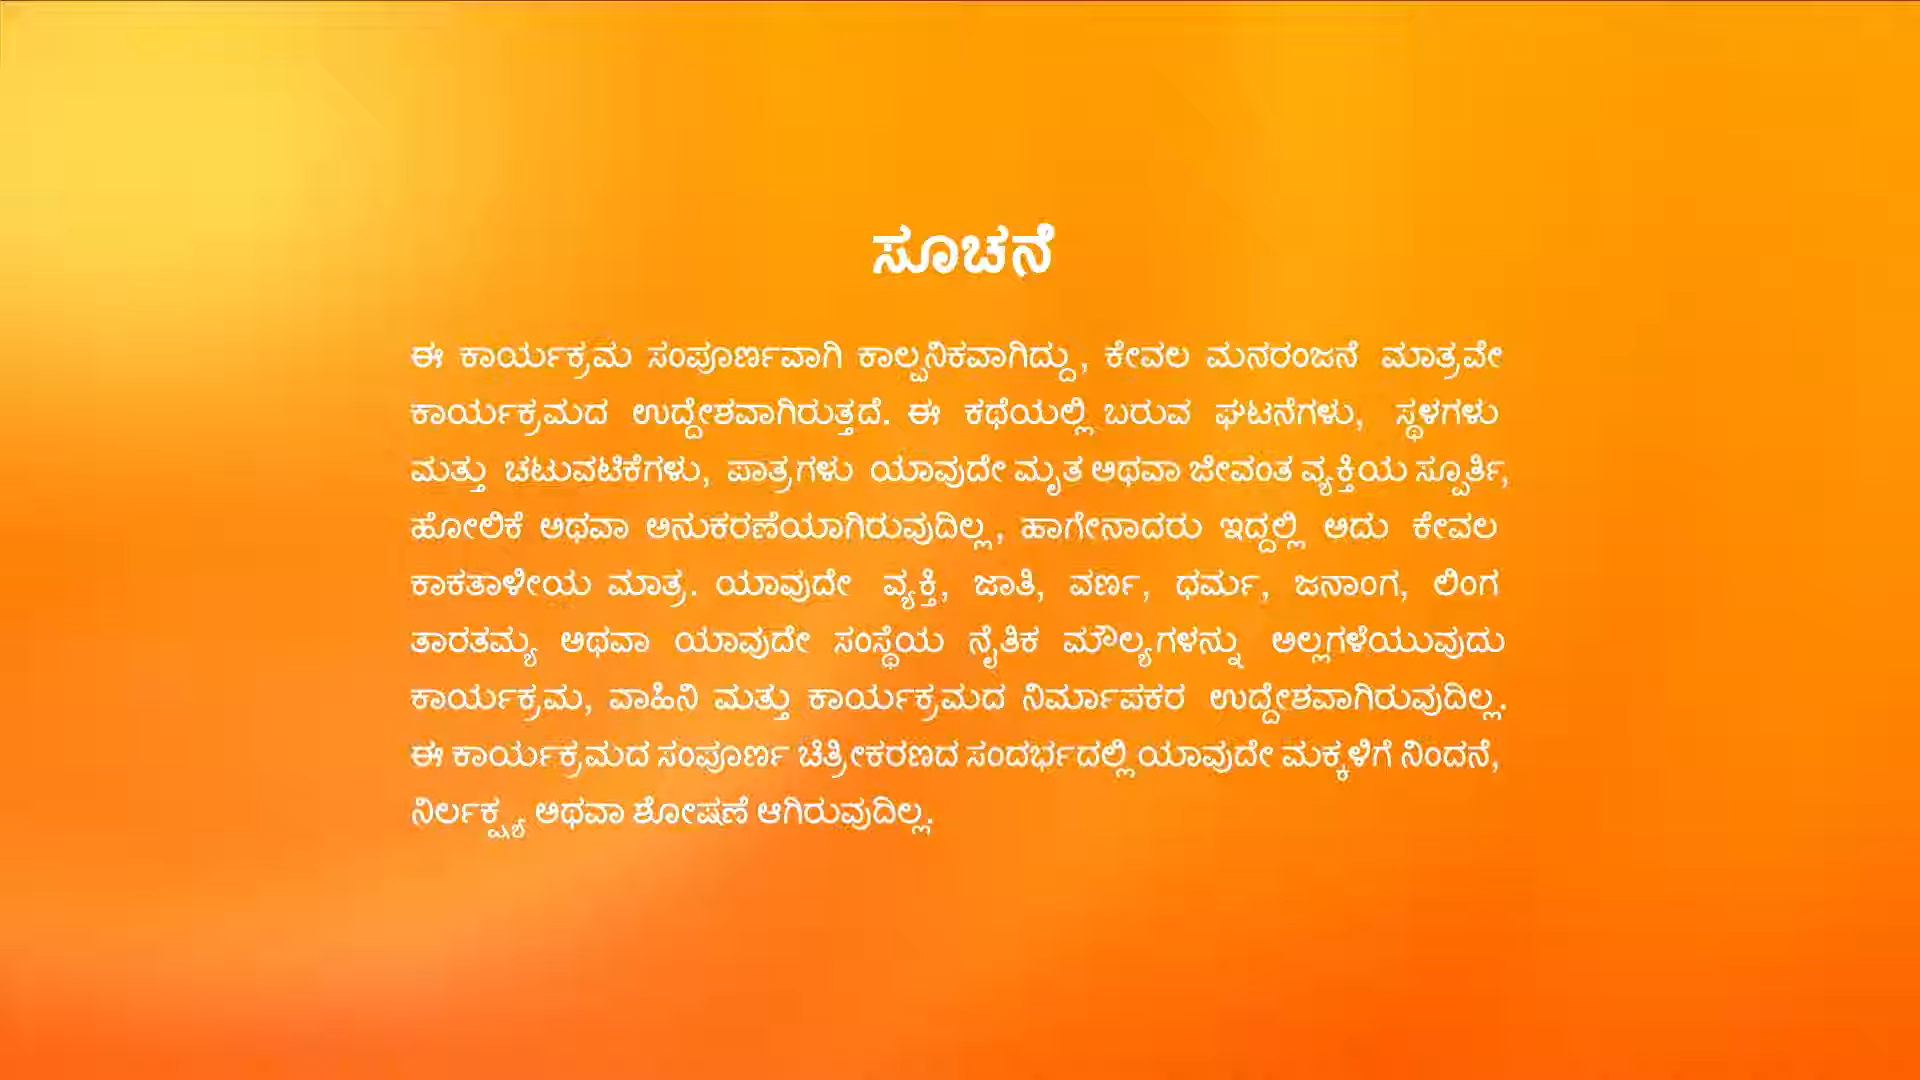 ಸೂಚನೆ
ಈ ಕಾರ್ಯಕ್ರಮ ಸಂಪೂರ್ಣವಾಗಿ ಕಾಲ್ಪನಿಕವಾಗಿದ್ದು, ಕೇವಲ ಮನರಂಜನೆ ಮಾತ್ರವೇ
ಕಾರ್ಯಕ್ರಮದ ಉದ್ದೇಶವಾಗಿರುತ್ತದೆ. ಈ ಕಥೆಯಲ್ಲಿ ಬರುವ ಘಟನೆಗಳು, ಸ್ಥಳಗಳು
ಮತ್ತು ಚಟುವಟಿಕೆಗಳು, ಪಾತ್ರಗಳು ಯಾವುದೇ ಮೃತ ಅಥವಾ ಜೀವಂತ ವ್ಯಕ್ತಿಯ ಸ್ಪೂರ್ತಿ,
ಹೋಲಿಕೆ ಅಥವಾ ಅನುಕರಣೆಯಾಗಿರುವುದಿಲ್ಲ, ಹಾಗೇನಾದರು ಇದ್ದಲ್ಲಿ ಅದು ಕೇವಲ
ಕಾಕತಾಳೀಯ ಮಾತ್ರ. ಯಾವುದೇ ವ್ಯಕ್ತಿ, ಜಾತಿ, ವರ್ಣ, ಧರ್ಮ, ಜನಾಂಗ, ಲಿಂಗ
ತಾರತಮ್ಯ ಅಥವಾ ಯಾವುದೇ ಸಂಸ್ಥೆಯ ನೈತಿಕ ಮೌಲ್ಯಗಳನ್ನು ಅಲ್ಲಗಳೆಯುವುದು
ಕಾರ್ಯಕ್ರಮ, ವಾಹಿನಿ ಮತ್ತು ಕಾರ್ಯಕ್ರಮದ ನಿರ್ಮಾಪಕರ ಉದ್ದೇಶವಾಗಿರುವುದಿಲ್ಲ.
ಈ ಕಾರ್ಯಕ್ರಮದ ಸಂಪೂರ್ಣ ಚಿತ್ರೀಕರಣದ ಸಂದರ್ಭದಲ್ಲಿ ಯಾವುದೇ ಮಕ್ಕಳಿಗೆ ನಿಂದನೆ,
ನಿರ್ಲಕ್ಷ್ಯ ಅಥವಾ ಶೋಷಣೆ ಆಗಿರುವುದಿಲ್ಲ.